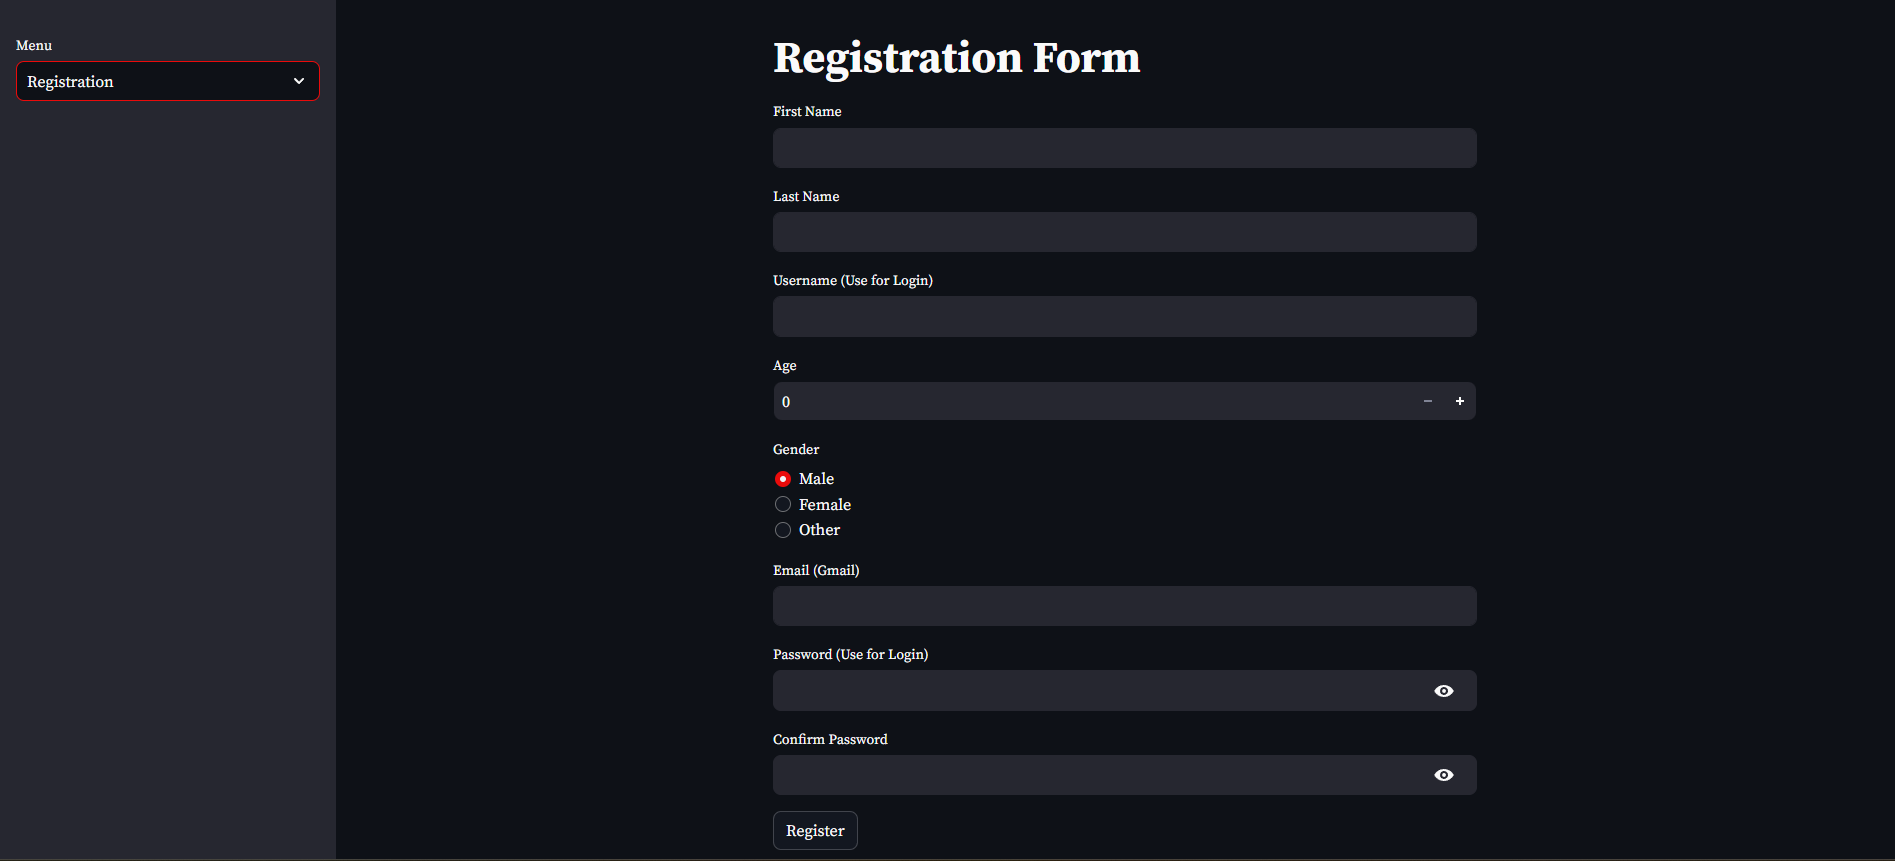 Menu
Registration
Registration Form
First Name
Last Name
Username (Use for Login)
Age
0
Gender
Male
Female
Other
Email (Gmail)
Password (Use for Login)
Confirm Password
Register